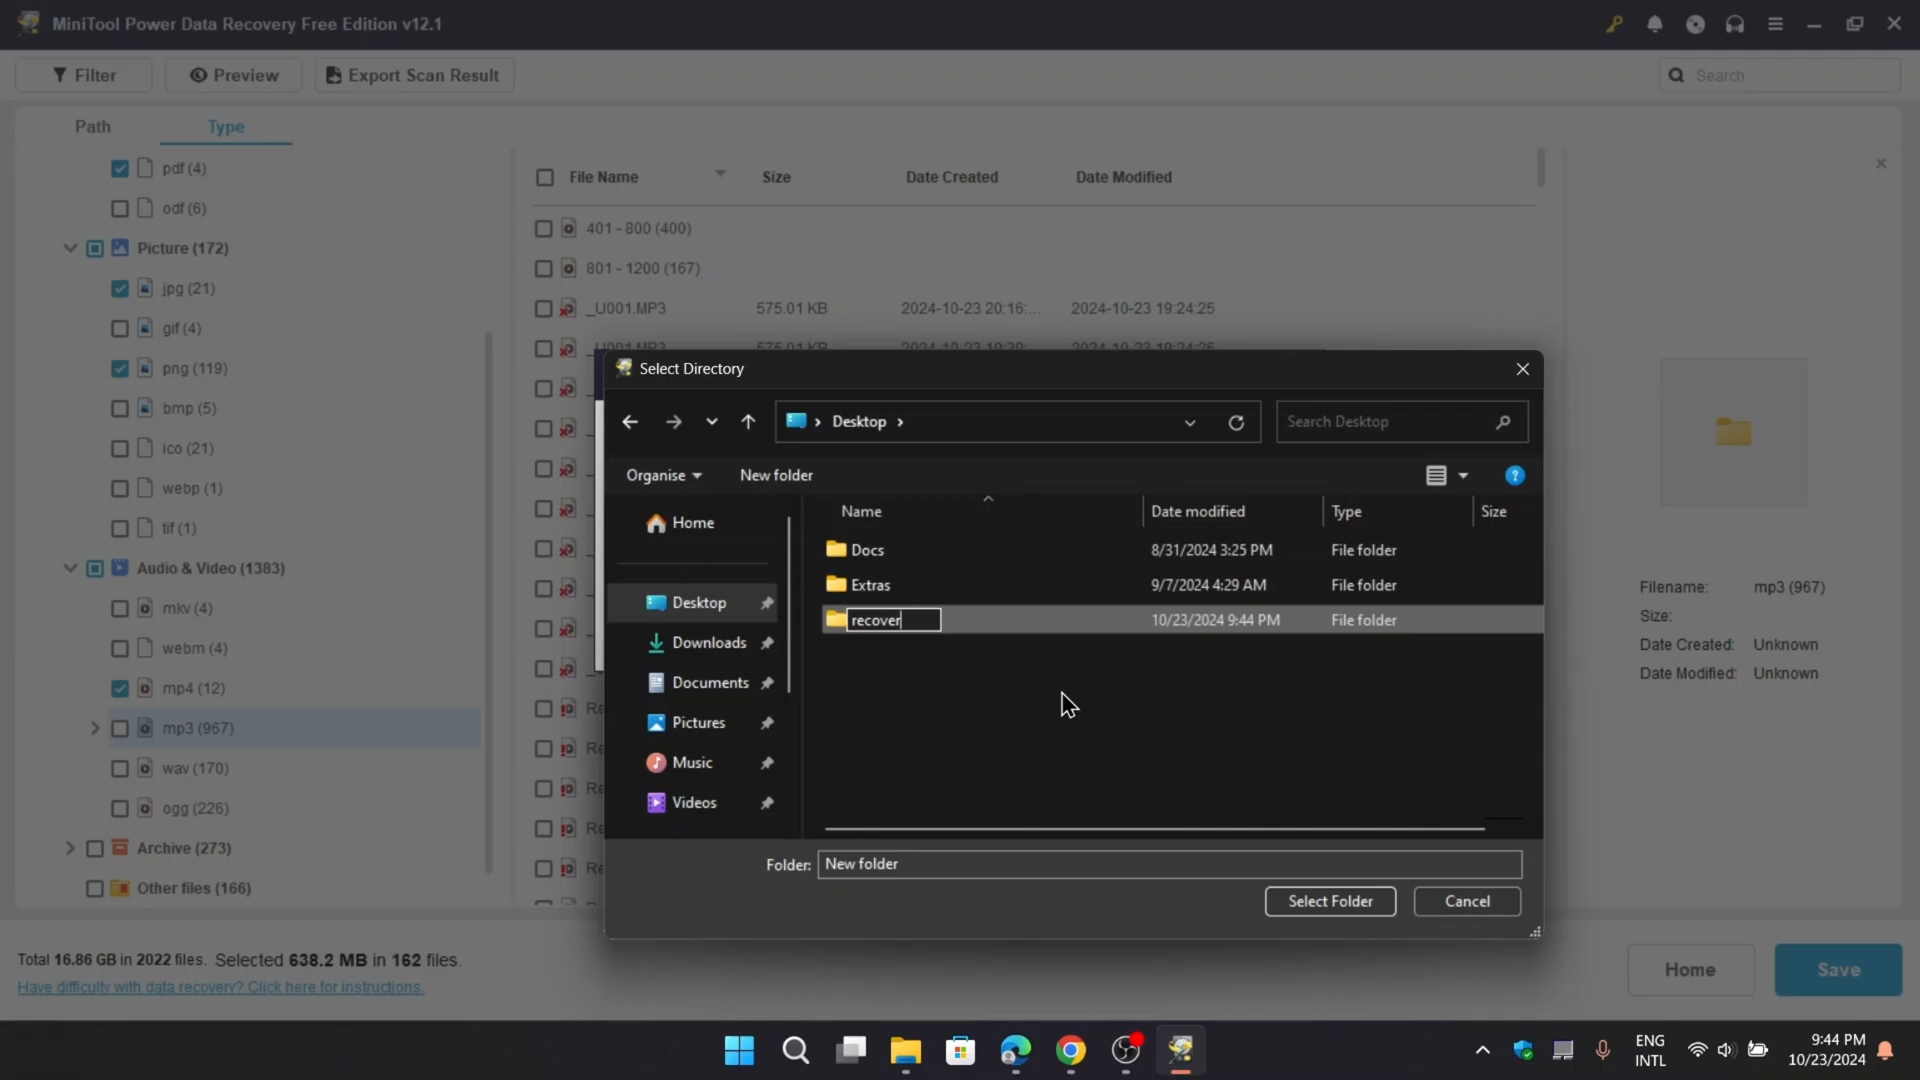 MiniTool Power Data Recovery Free Edition v12.1
Filter Preview Export Scan Result Search
Path Type
pdf (4)
odf (6)
Picture (172)
jpg (21)
gif (4)
png (119)
bmp (5)
ico (21)
webp (1)
tif (1)
Audio & Video (1383)
mkv (4)
webm (4)
mp4 (12)
mp3 (967)
wav (170)
ogg (226)
Archive (273)
Other files (166)
File Name Size Date Created Date Modified
401 - 800 (400)
801 - 1200 (167)
_U001.MP3 575.01 KB 2024-10-23 20:16:... 2024-10-23 19:24:25
Select Directory
Desktop
Search Desktop
Organise New folder
Home
Desktop
Downloads
Documents
Pictures
Music
Videos
Name Date modified Type Size
Docs 8/31/2024 3:25 PM File folder
Extras 9/7/2024 4:29 AM File folder
recover 10/23/2024 9:44 PM File folder
Folder: New folder
Select Folder Cancel
Filename: mp3 (967)
Size:
Date Created: Unknown
Date Modified: Unknown
Total 16.86 GB in 2022 files. Selected 638.2 MB in 162 files.
Have difficulty with data recovery? Click here for instructions.
Home Save
ENG
INTL
9:44 PM
10/23/2024